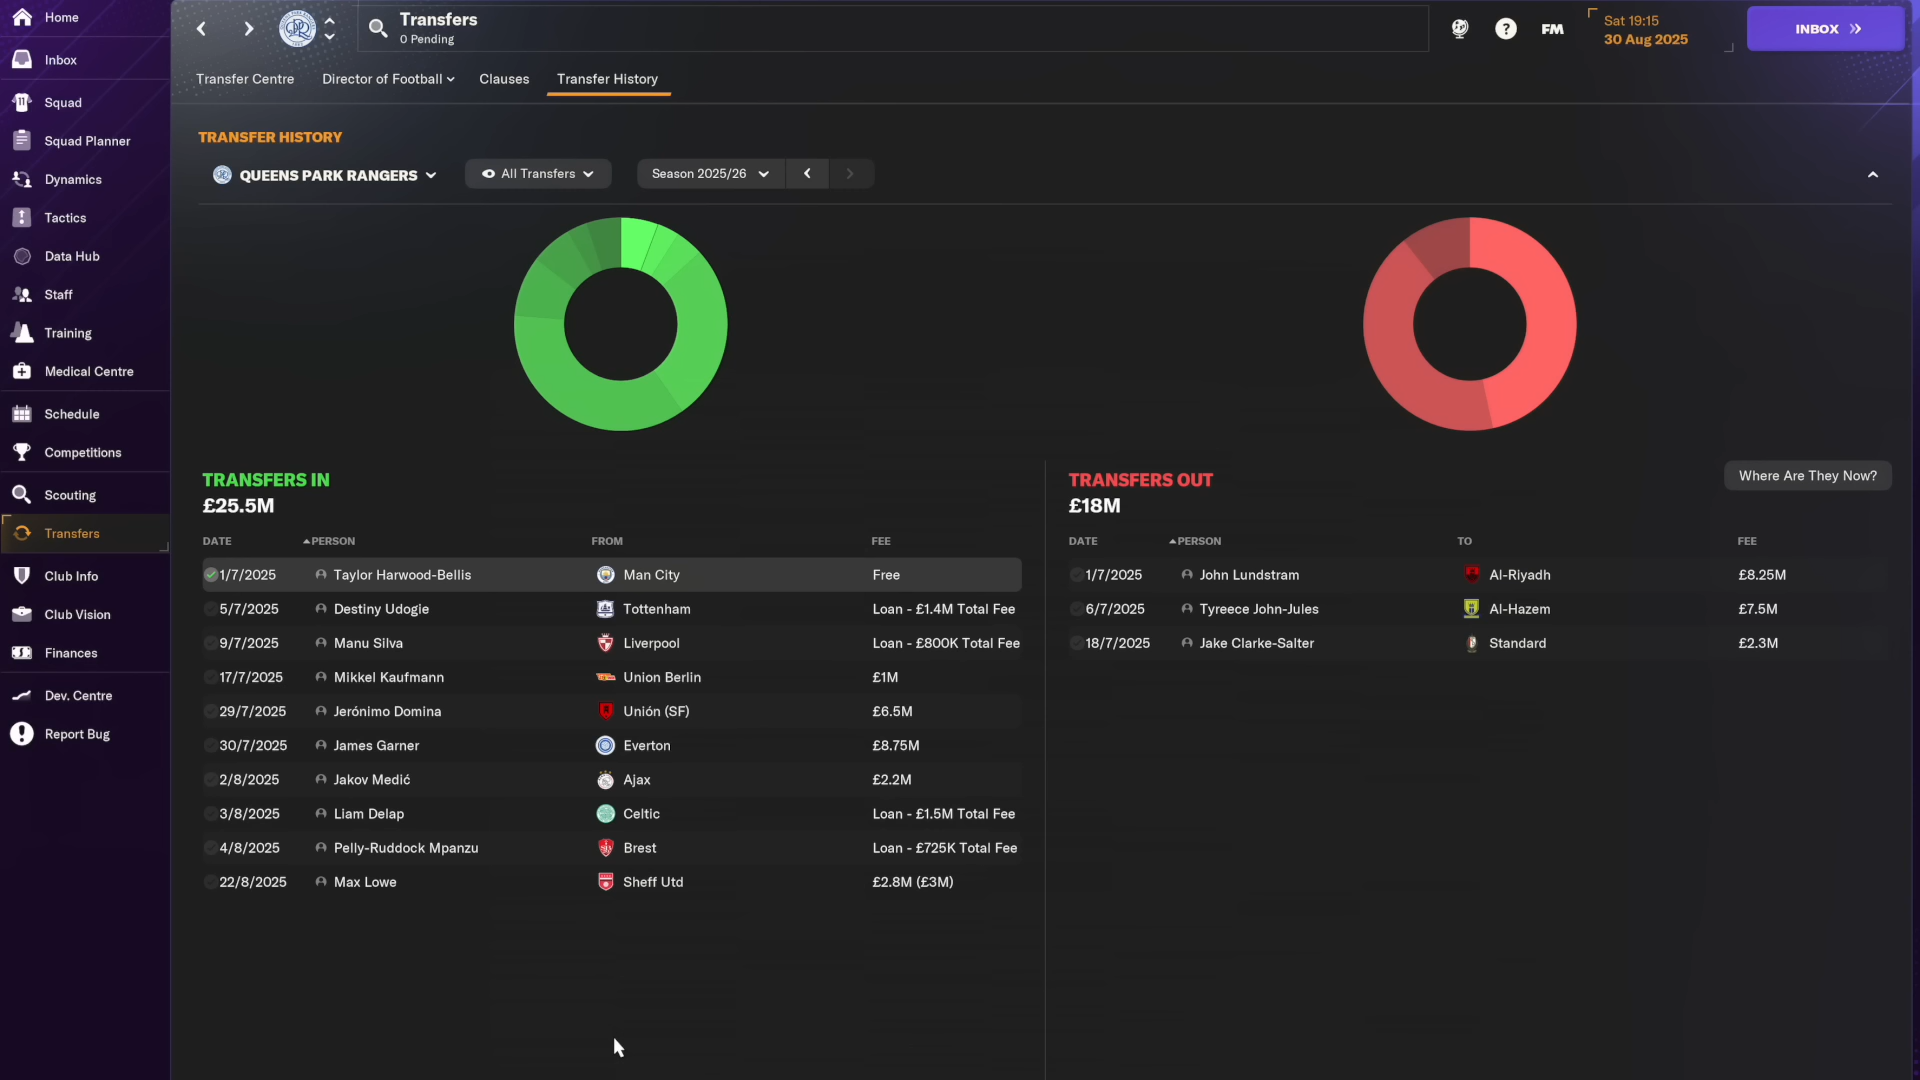 Home
Inbox
Squad
Squad Planner
Dynamics
Tactics
Data Hub
Staff
Training
Medical Centre
Schedule
Competitions
Scouting
Transfers
Club Info
Club Vision
Finances
Dev. Centre
Report Bug
Transfers
0 Pending
FM
Sat 19:15
30 Aug 2025
INBOX
Transfer Centre
Director of Football
Clauses
Transfer History
TRANSFER HISTORY
QUEENS PARK RANGERS
All Transfers
Season 2025/26
TRANSFERS IN
£25.5M
DATE PERSON FROM FEE
1/7/2025 Taylor Harwood-Bellis Man City Free
5/7/2025 Destiny Udogie Tottenham Loan - £1.4M Total Fee
9/7/2025 Manu Silva Liverpool Loan - £800K Total Fee
17/7/2025 Mikkel Kaufmann Union Berlin £1M
29/7/2025 Jerónimo Domina Unión (SF) £6.5M
30/7/2025 James Garner Everton £8.75M
2/8/2025 Jakov Medić Ajax £2.2M
3/8/2025 Liam Delap Celtic Loan - £1.5M Total Fee
4/8/2025 Pelly-Ruddock Mpanzu Brest Loan - £725K Total Fee
22/8/2025 Max Lowe Sheff Utd £2.8M (£3M)
TRANSFERS OUT
£18M
Where Are They Now?
DATE PERSON TO FEE
1/7/2025 John Lundstram Al-Riyadh £8.25M
6/7/2025 Tyreece John-Jules Al-Hazem £7.5M
18/7/2025 Jake Clarke-Salter Standard £2.3M